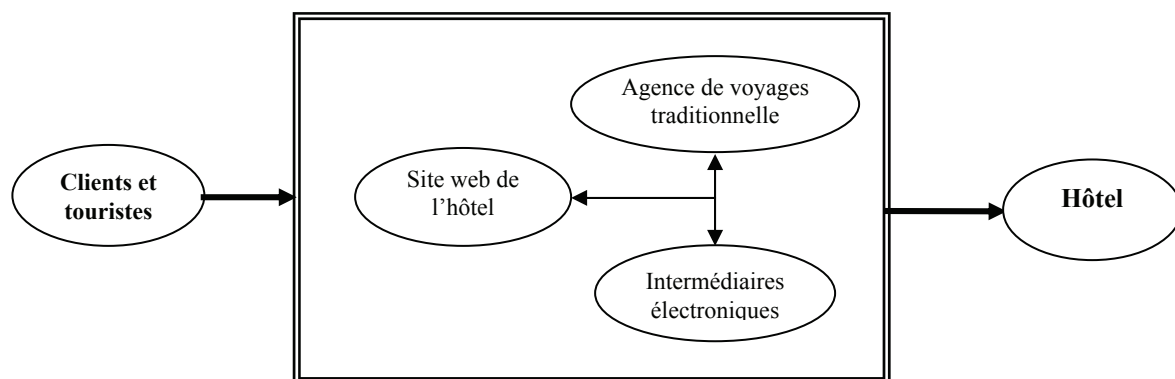 Clients et
touristes
Site web de
l’hôtel
Agence de voyages
traditionnelle
Intermédiaires
électroniques
Hôtel